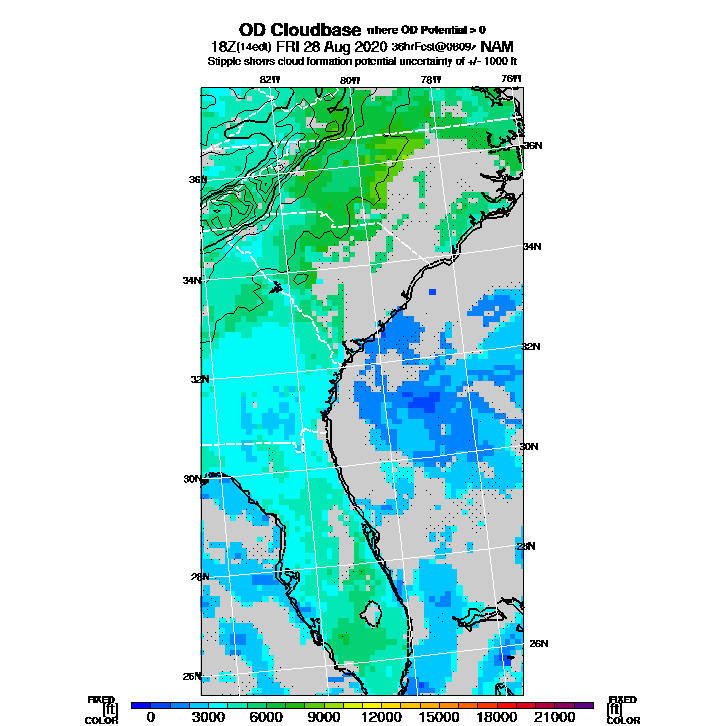 OD Cloudbase where OD Potential > 0
18Z(14edt) FRI 28 Aug 2020 36hrFcst@0809z NAM
Stipple shows cloud formation potential uncertainty of +/- 1000 ft
82W 80W 78W 76W
36N
36N
34N
34N
32N
32N
30N
30N
28N
28N
26N
26N
FIXED FIXED
[ft] [ft]
COLOR COLOR
0 3000 6000 9000 12000 15000 18000 21000